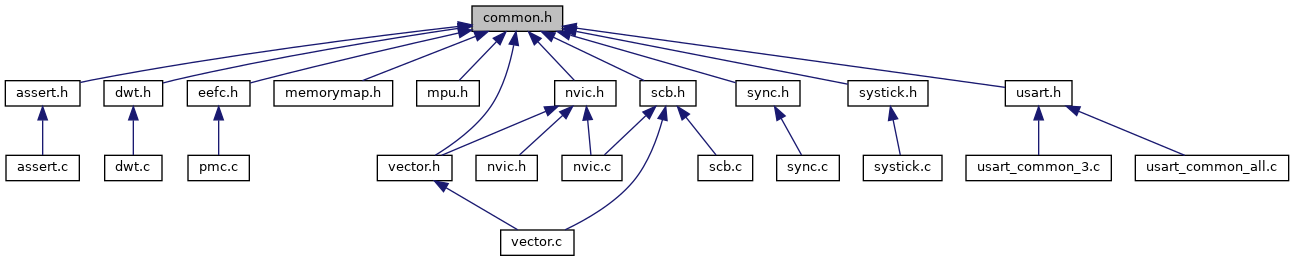 common.h
assert.h
dwt.h
eefc.h
memorymap.h
mpu.h
nvic.h
scb.h
sync.h
systick.h
usart.h
assert.c
dwt.c
pmc.c
vector.h
nvic.h
nvic.c
scb.c
sync.c
systick.c
usart_common_3.c
usart_common_all.c
vector.c